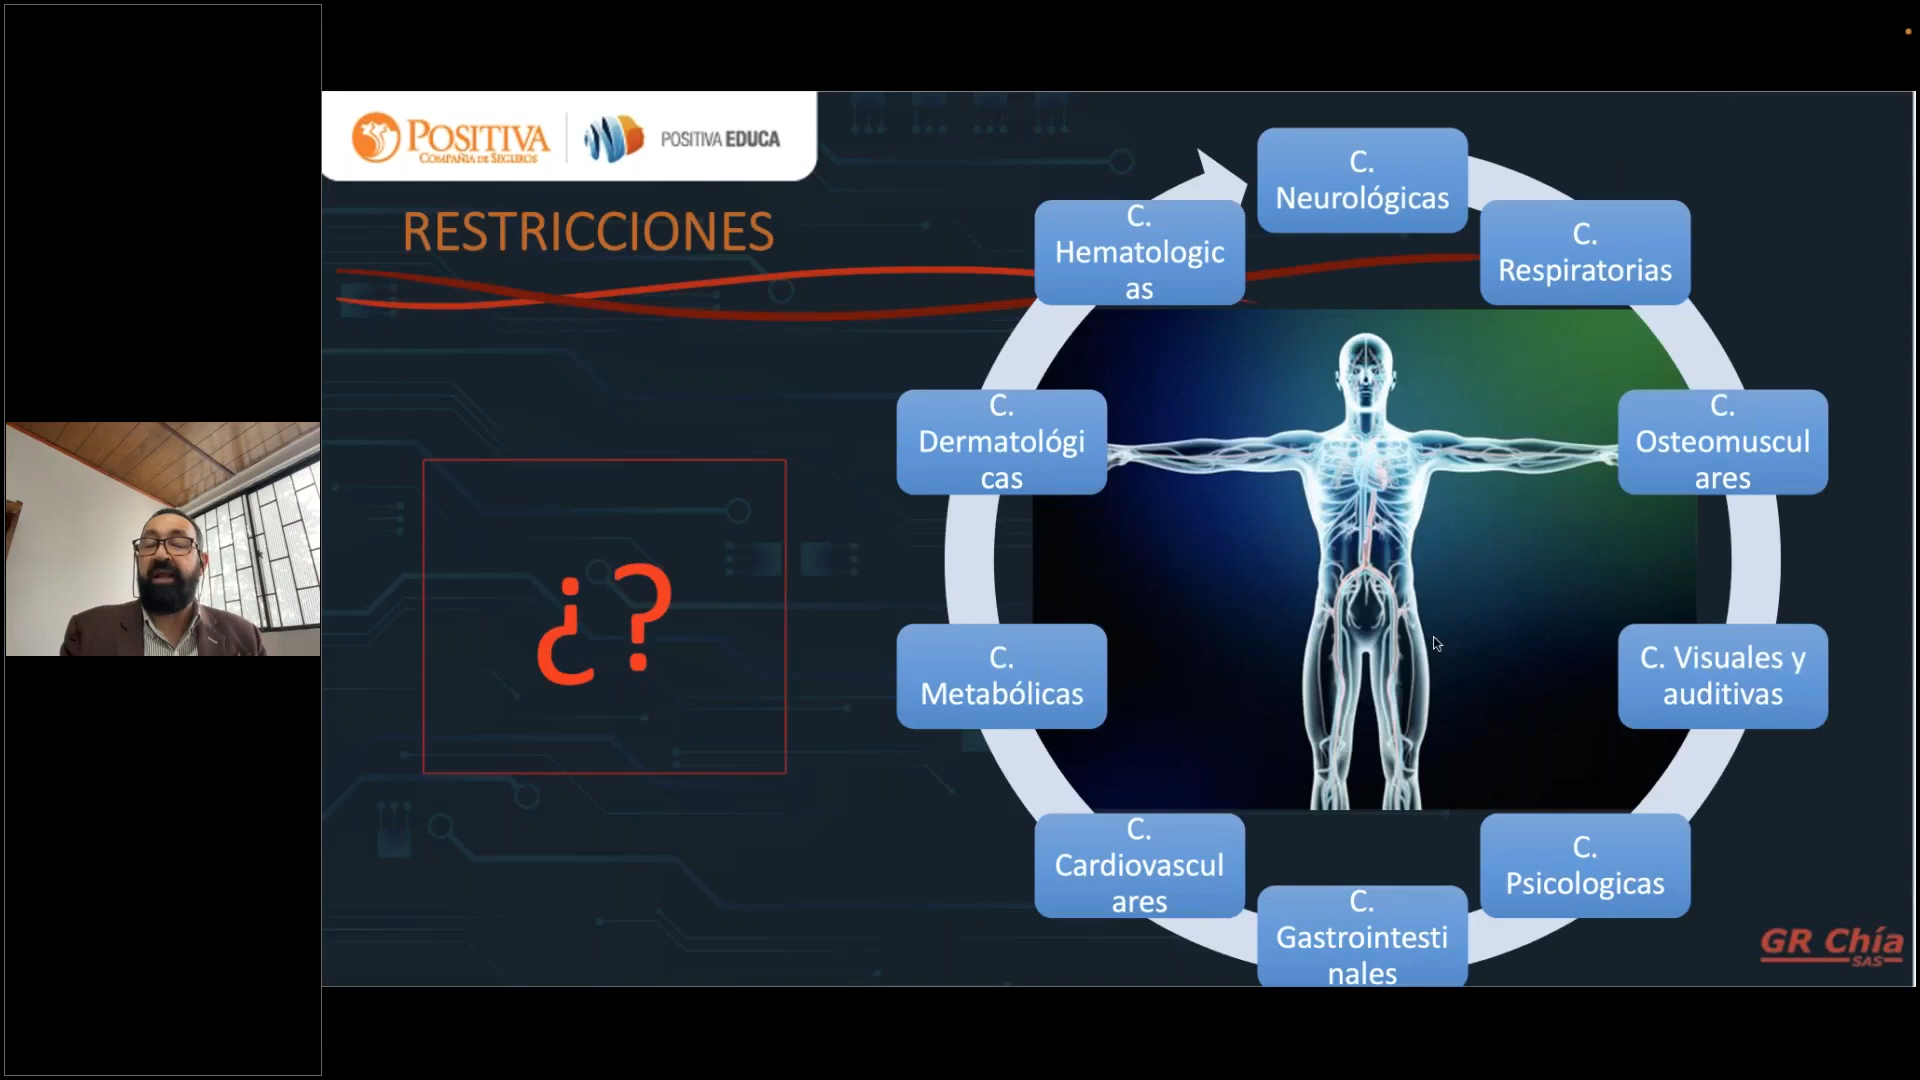 POSITIVA
COMPAÑIA DE SEGUROS
POSITIVA EDUCA
RESTRICCIONES
¿?
C.
Neurológicas
C.
Respiratorias
C.
Osteomuscul
ares
C. Visuales y
auditivas
C.
Psicologicas
C.
Gastrointesti
nales
C.
Cardiovascul
ares
C.
Metabólicas
C.
Dermatológi
cas
C.
Hematologic
as
GR Chía
SAS